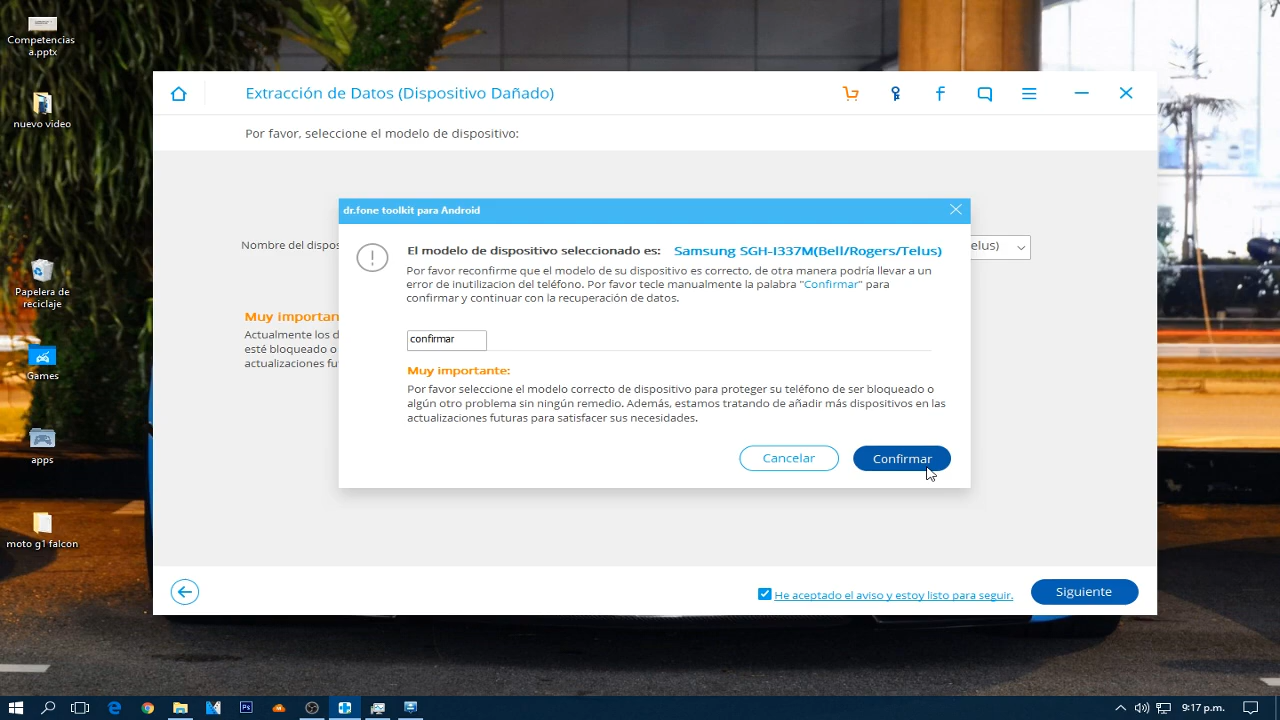 Competencias
a.pptx
nuevo video
Papelera de
reciclaje
Games
apps
moto g1 falcon
Extracción de Datos (Dispositivo Dañado)
Por favor, seleccione el modelo de dispositivo:
Nombre del dispos
elus)
Muy importan
Actualmente los d
esté bloqueado o
actualizaciones fu
dr.fone toolkit para Android
El modelo de dispositivo seleccionado es: Samsung SGH-I337M(Bell/Rogers/Telus)
Por favor reconfirme que el modelo de su dispositivo es correcto, de otra manera podría llevar a un
error de inutilizacion del teléfono. Por favor tecle manualmente la palabra "Confirmar" para
confirmar y continuar con la recuperación de datos.
confirmar
Muy importante:
Por favor seleccione el modelo correcto de dispositivo para proteger su teléfono de ser bloqueado o
algún otro problema sin ningún remedio. Además, estamos tratando de añadir más dispositivos en las
actualizaciones futuras para satisfacer sus necesidades.
Cancelar
Confirmar
He aceptado el aviso y estoy listo para seguir.
Siguiente
9:17 p.m.